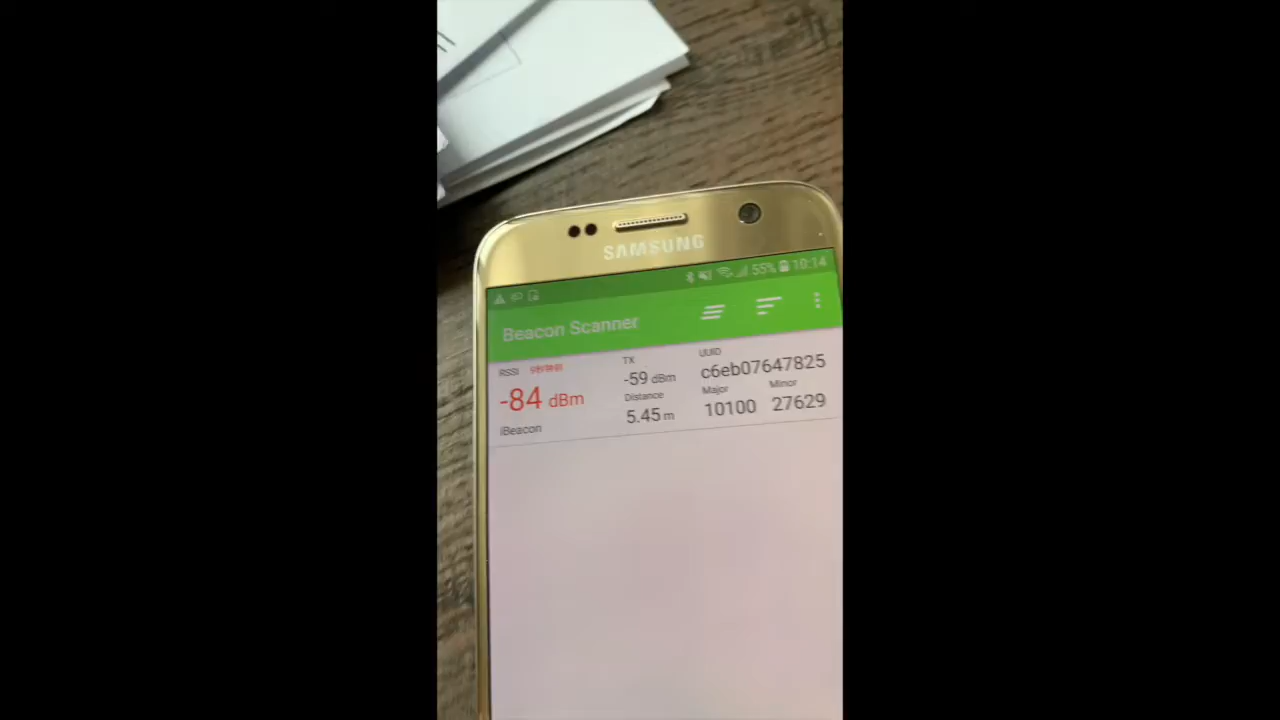 SAMSUNG
55% 10:14
Beacon Scanner
RSSI
-84 dBm
iBeacon
TX
-59 dBm
Distance
5.45 m
UUID
c6eb07647825
Major Minor
10100 27629